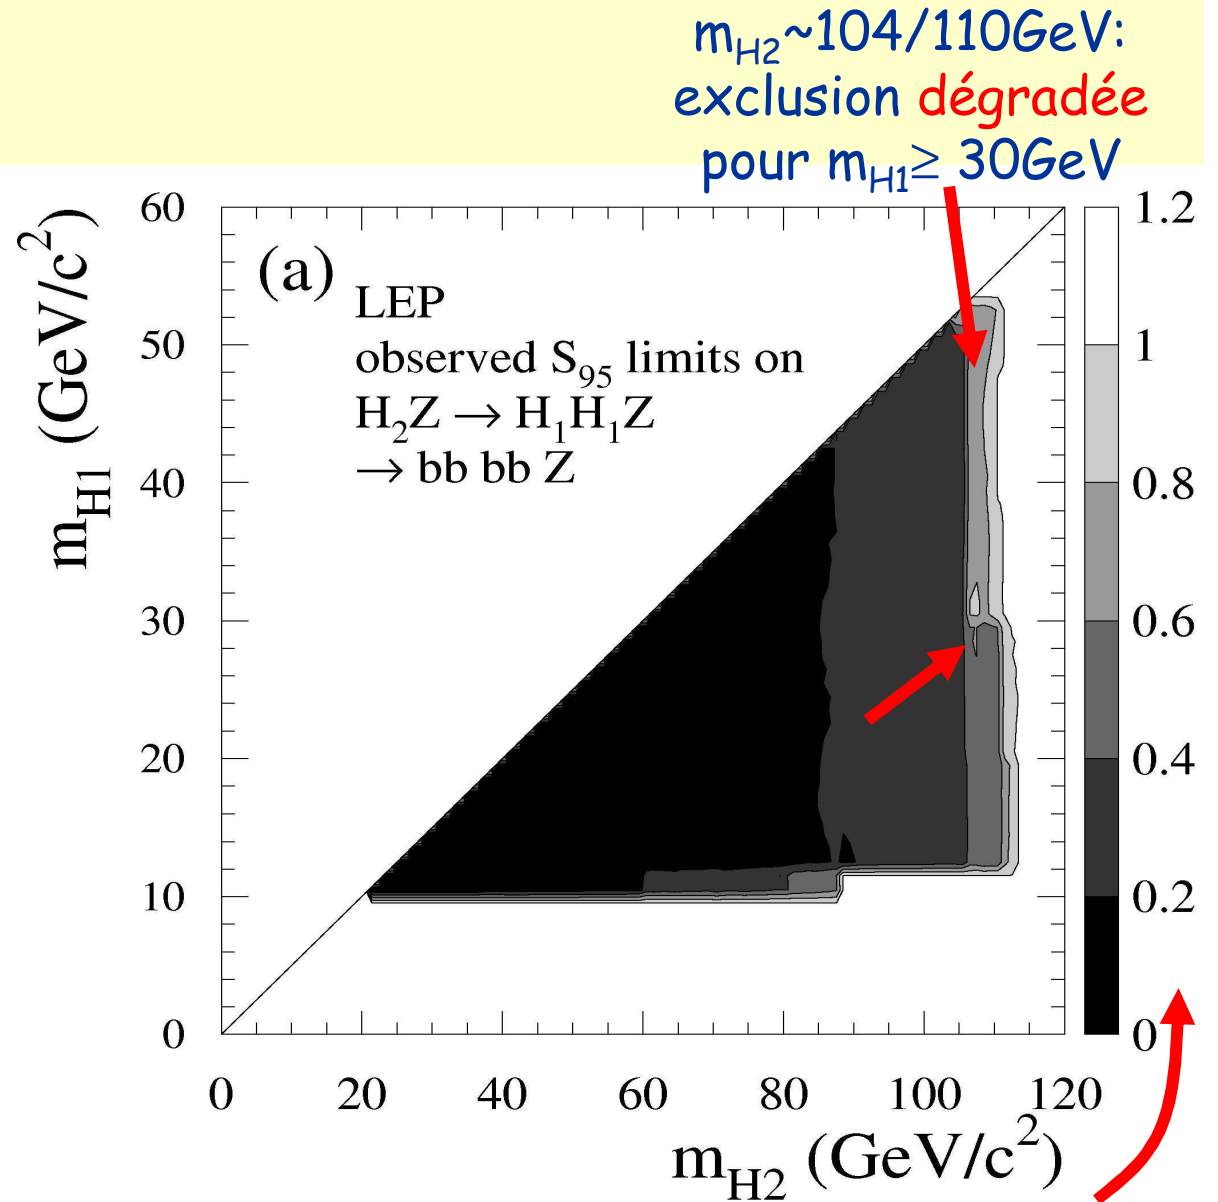 mH2~104/110GeV:
exclusion dégradée
pour mH1≥ 30GeV
mH1 (GeV/c2)
60
50
40
30
20
10
0
(a)
LEP
observed S95 limits on
H2Z → H1H1Z
→ bb bb Z
1.2
1
0.8
0.6
0.4
0.2
0
0 20 40 60 80 100 120
mH2 (GeV/c2)